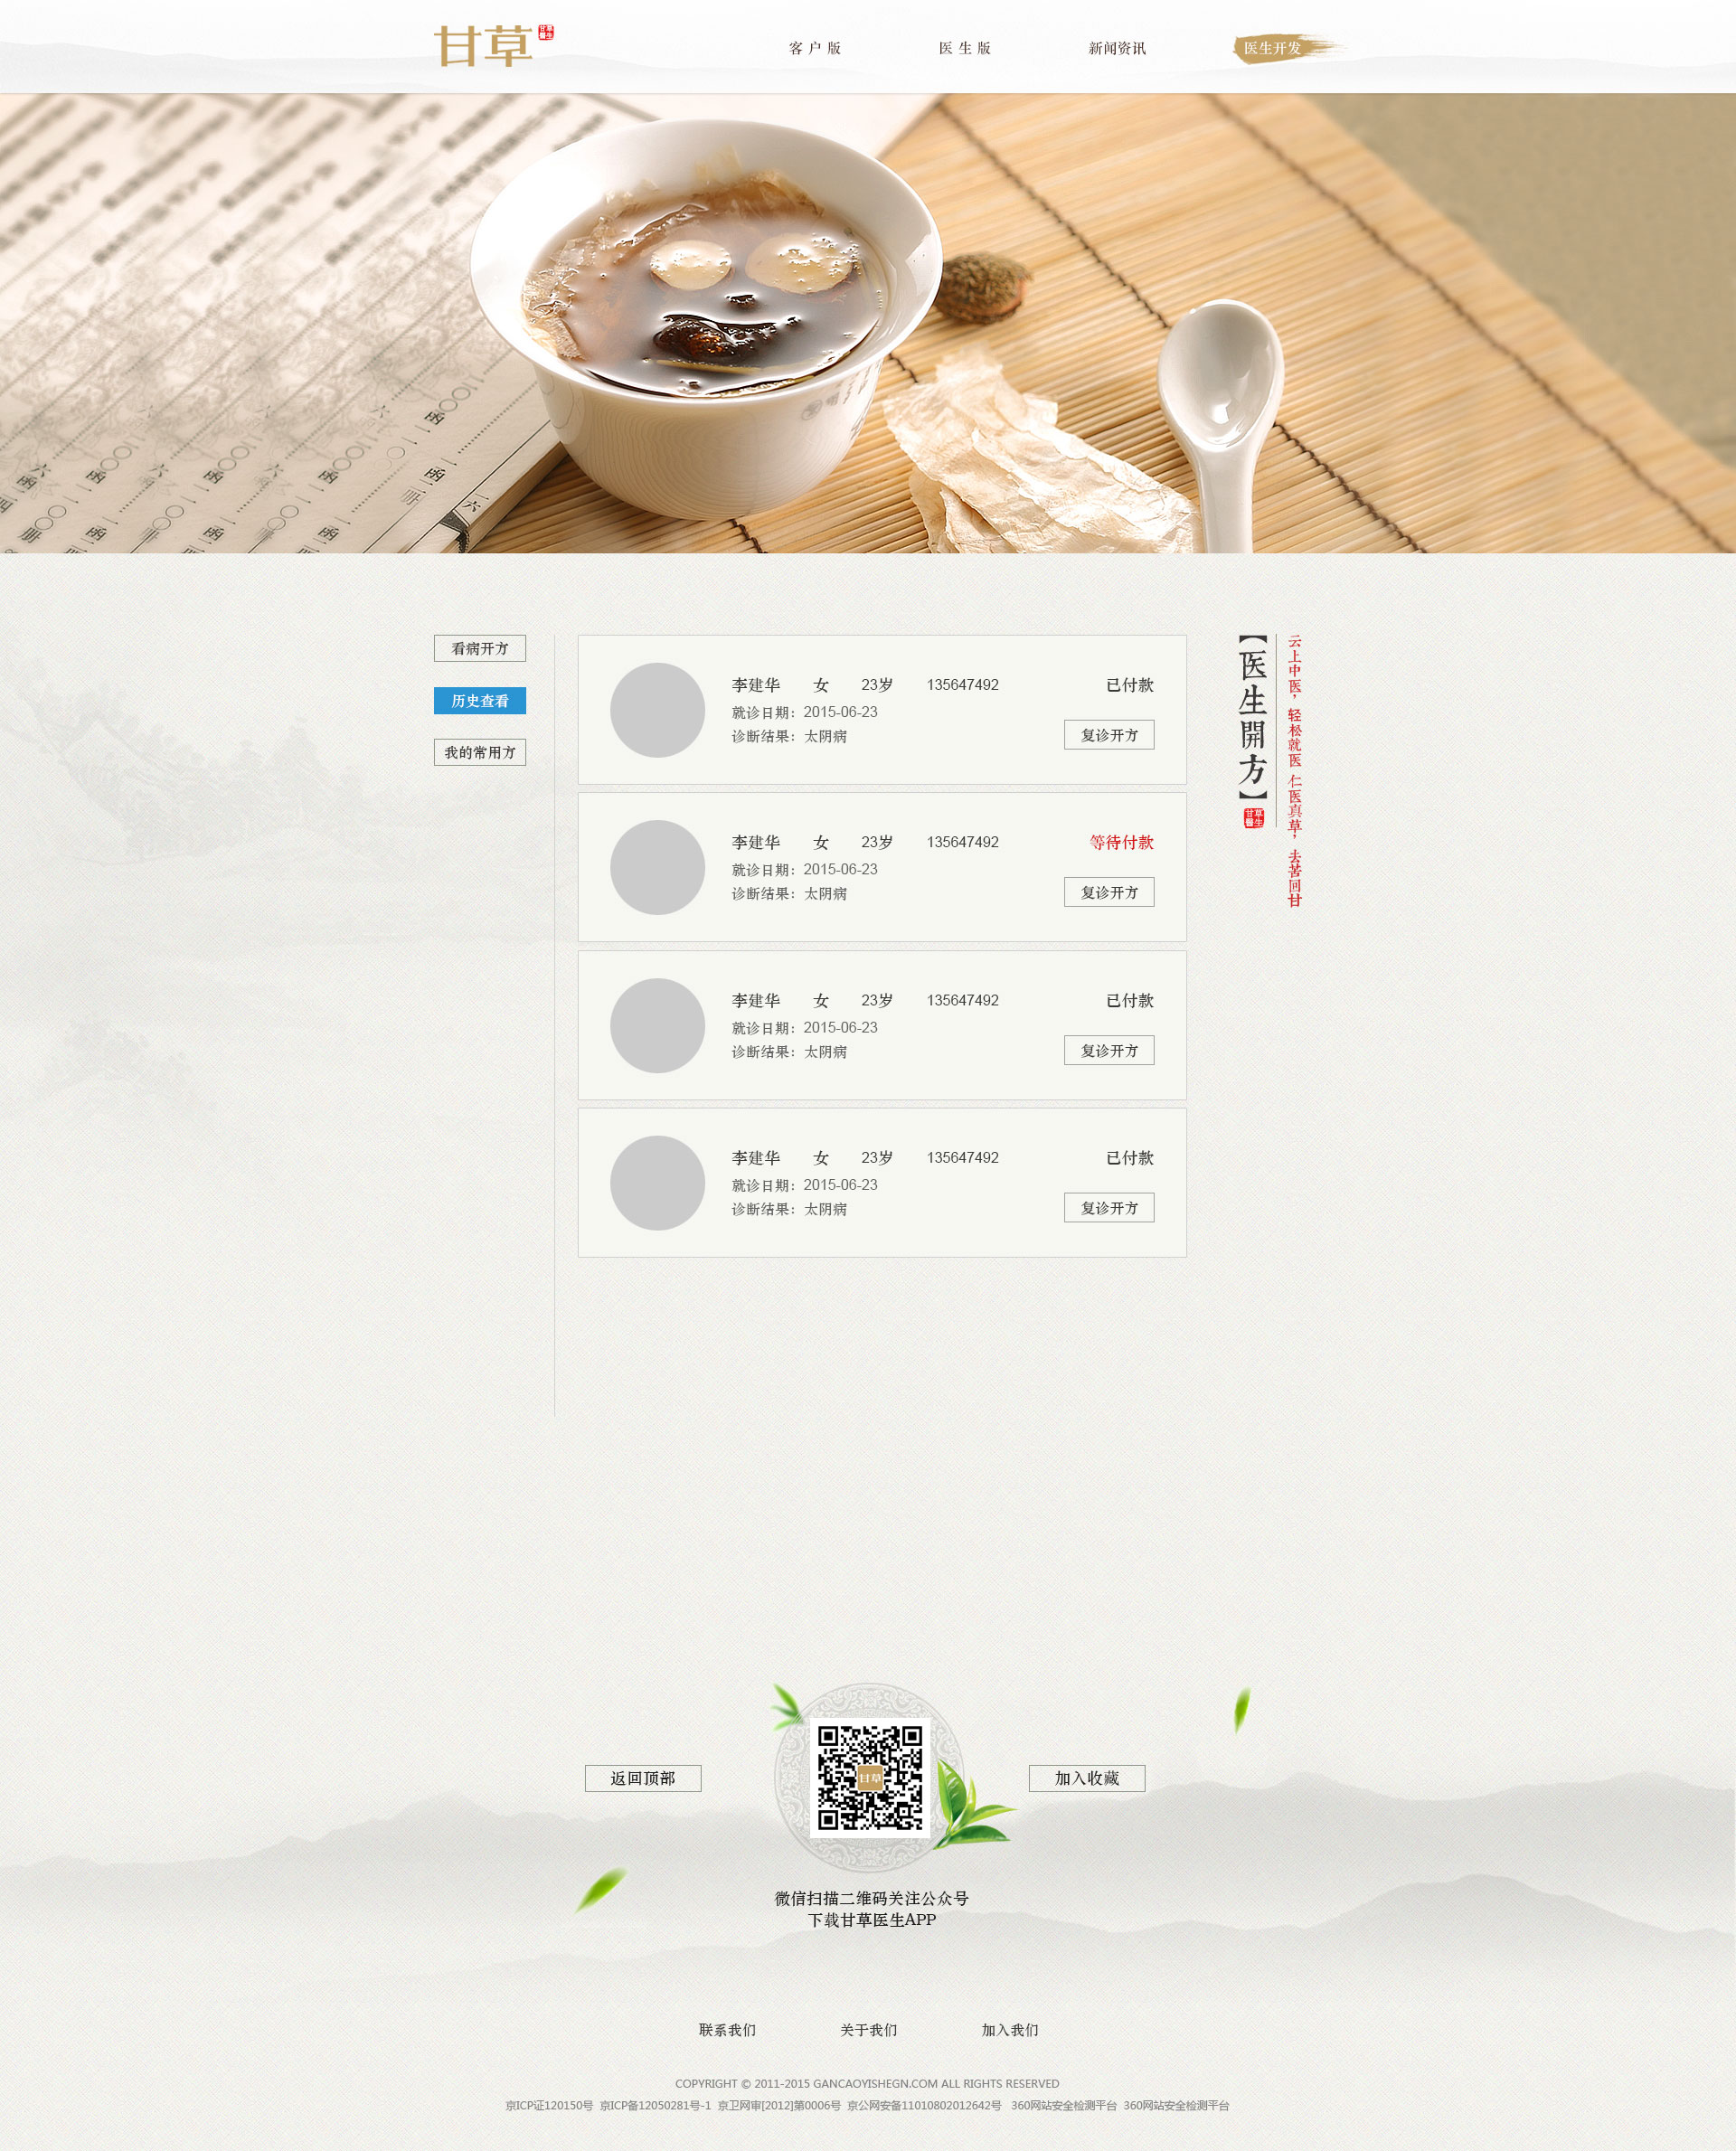 甘草
甘草
醫生
客 户 版
医 生 版
新闻资讯
医生开发
看病开方
历史查看
我的常用方
李建华 女 23岁 135647492 已付款
就诊日期：2015-06-23
诊断结果：太阴病
复诊开方
李建华 女 23岁 135647492 等待付款
就诊日期：2015-06-23
诊断结果：太阴病
复诊开方
李建华 女 23岁 135647492 已付款
就诊日期：2015-06-23
诊断结果：太阴病
复诊开方
李建华 女 23岁 135647492 已付款
就诊日期：2015-06-23
诊断结果：太阴病
复诊开方
【医生開方】
甘草
醫生
云上中医，轻松就医 仁医真草，去苦回甘
返回顶部
甘草
加入收藏
微信扫描二维码关注公众号
下载甘草医生APP
联系我们
关于我们
加入我们
COPYRIGHT © 2011-2015 GANCAOYISHEGN.COM ALL RIGHTS RESERVED
京ICP证120150号 京ICP备12050281号-1 京卫网审[2012]第0006号 京公网安备11010802012642号 360网站安全检测平台 360网站安全检测平台